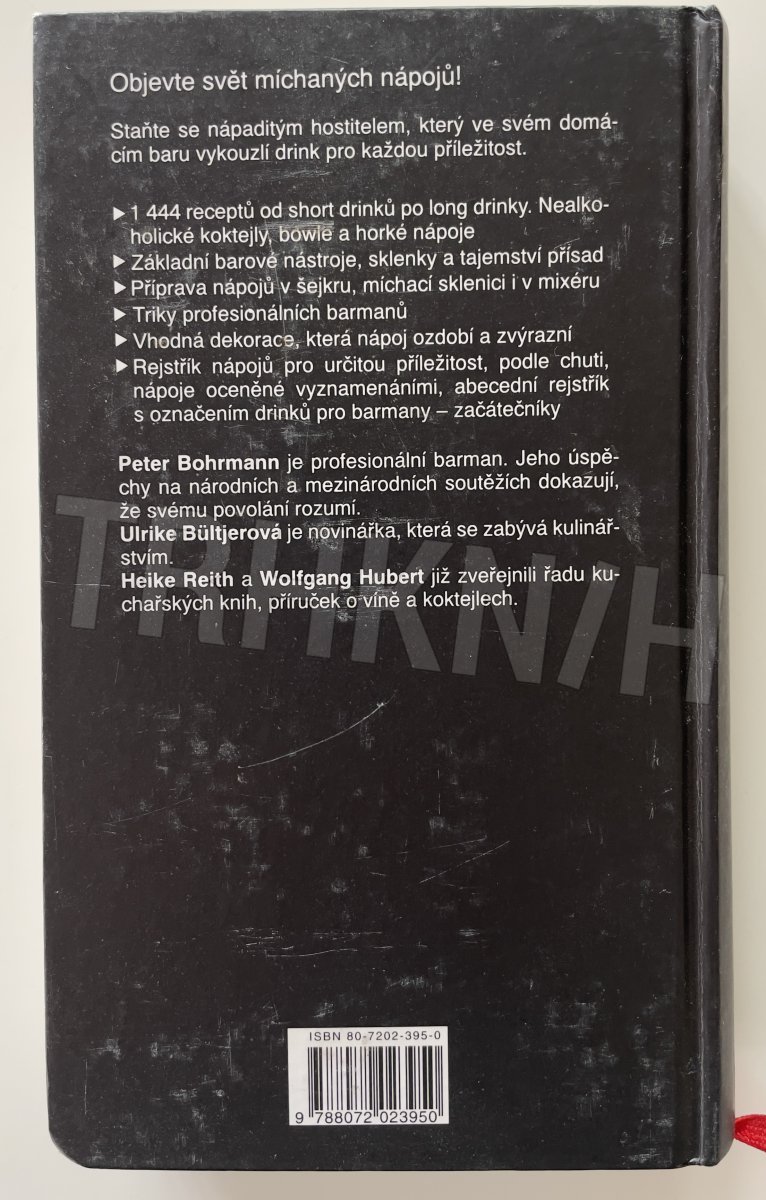 Objevte svět míchaných nápojů!
Staňte se nápaditým hostitelem, který ve svém domá-
cím baru vykouzlí drink pro každou příležitost.
▶ 1 444 receptů od short drinků po long drinky. Nealko-
holické koktejly, bowle a horké nápoje
▶ Základní barové nástroje, sklenky a tajemství přísad
▶ Příprava nápojů v šejkru, míchací sklenici i v mixéru
▶ Triky profesionálních barmanů
▶ Vhodná dekorace, která nápoj ozdobí a zvýrazní
▶ Rejstřík nápojů pro určitou příležitost, podle chuti,
nápoje oceněné vyznamenáními, abecední rejstřík
s označením drinků pro barmany – začátečníky
Peter Bohrmann je profesionální barman. Jeho úspě-
chy na národních a mezinárodních soutěžích dokazují,
že svému povolání rozumí.
Ulrike Bültjerová je novinářka, která se zabývá kulinář-
stvím.
Heike Reith a Wolfgang Hubert již zveřejnili řadu ku-
chařských knih, příruček o víně a koktejlech.
TRHKNIH
ISBN 80-7202-395-0
9 788072 023950